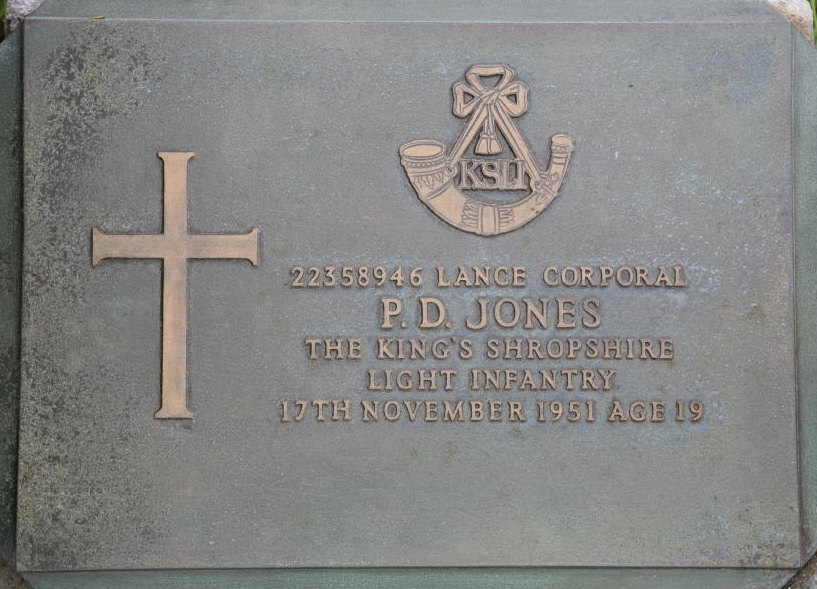 KSLI
22358946 LANCE CORPORAL
P. D. JONES
THE KING'S SHROPSHIRE
LIGHT INFANTRY
17TH NOVEMBER 1951 AGE 19